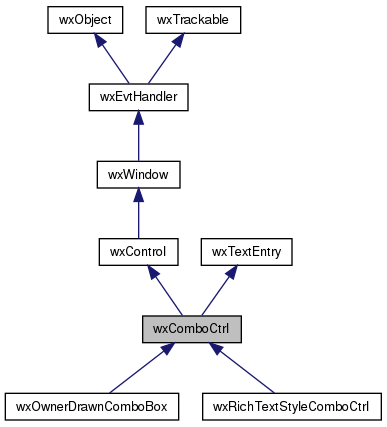 wxObject
wxTrackable
wxEvtHandler
wxWindow
wxControl
wxTextEntry
wxComboCtrl
wxOwnerDrawnComboBox
wxRichTextStyleComboCtrl